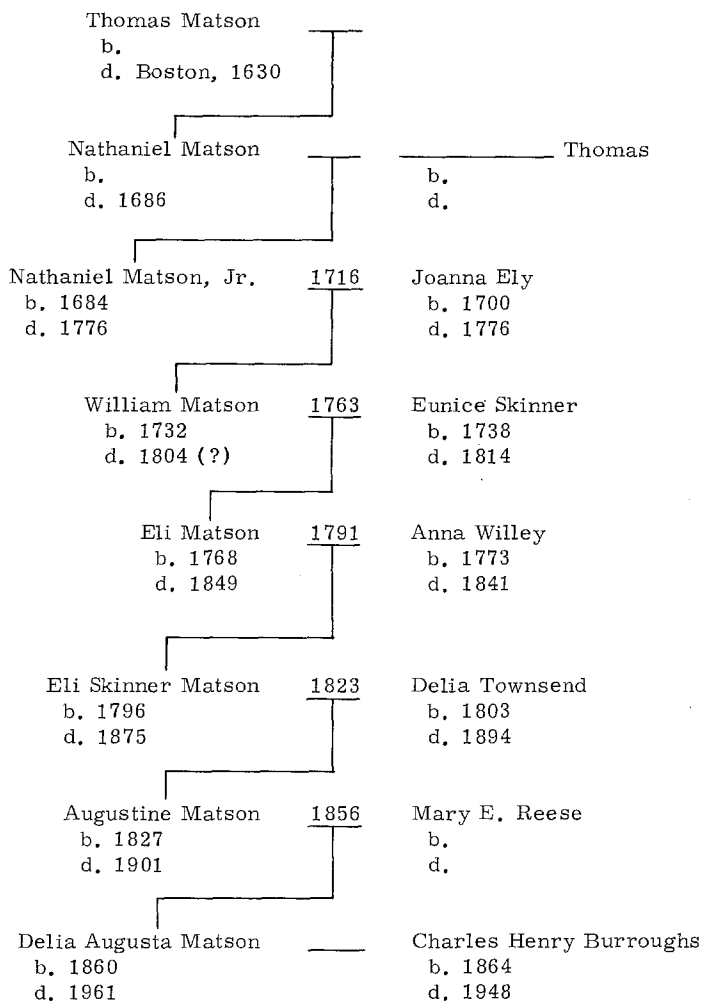 Thomas Matson
b.
d. Boston, 1630
Nathaniel Matson ____ ________ Thomas
b. b.
d. 1686 d.
Nathaniel Matson, Jr. 1716 Joanna Ely
b. 1684 b. 1700
d. 1776 d. 1776
William Matson 1763 Eunice Skinner
b. 1732 b. 1738
d. 1804 (?) d. 1814
Eli Matson 1791 Anna Willey
b. 1768 b. 1773
d. 1849 d. 1841
Eli Skinner Matson 1823 Delia Townsend
b. 1796 b. 1803
d. 1875 d. 1894
Augustine Matson 1856 Mary E. Reese
b. 1827 b.
d. 1901 d.
Delia Augusta Matson ____ Charles Henry Burroughs
b. 1860 b. 1864
d. 1961 d. 1948